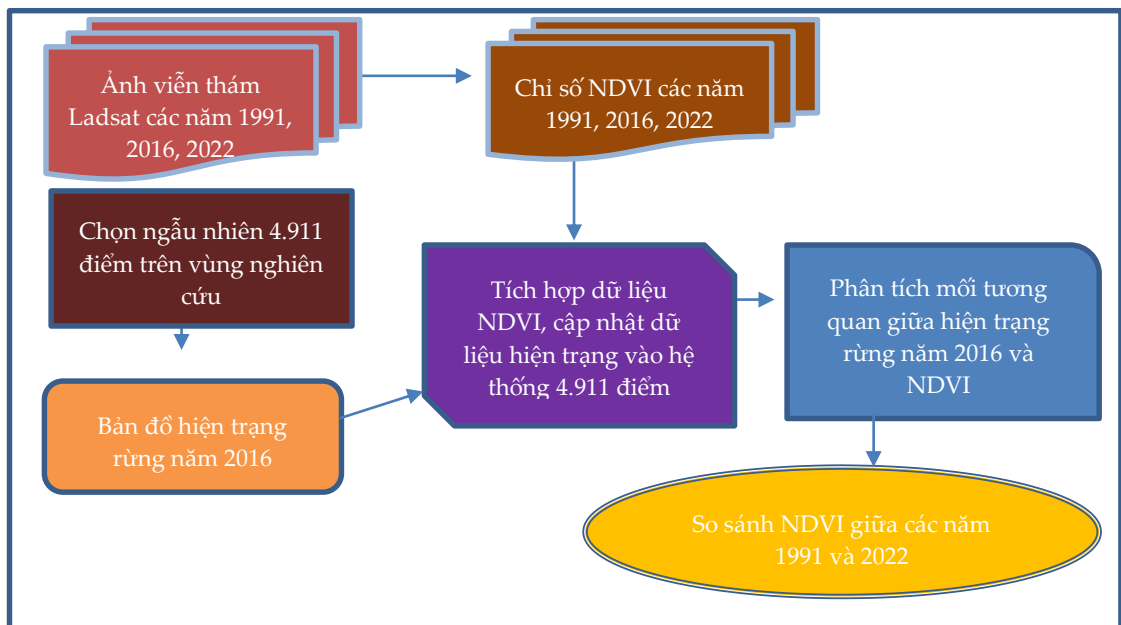 Ảnh viễn thám
Ladsat các năm 1991,
2016, 2022
Chỉ số NDVI các năm
1991, 2016, 2022
Chọn ngẫu nhiên 4.911
điểm trên vùng nghiên
cứu
Tích hợp dữ liệu
NDVI, cập nhật dữ
liệu hiện trạng vào hệ
thống 4.911 điểm
Phân tích mối tương
quan giữa hiện trạng
rừng năm 2016 và
NDVI
Bản đồ hiện trạng
rừng năm 2016
So sánh NDVI giữa các năm
1991 và 2022